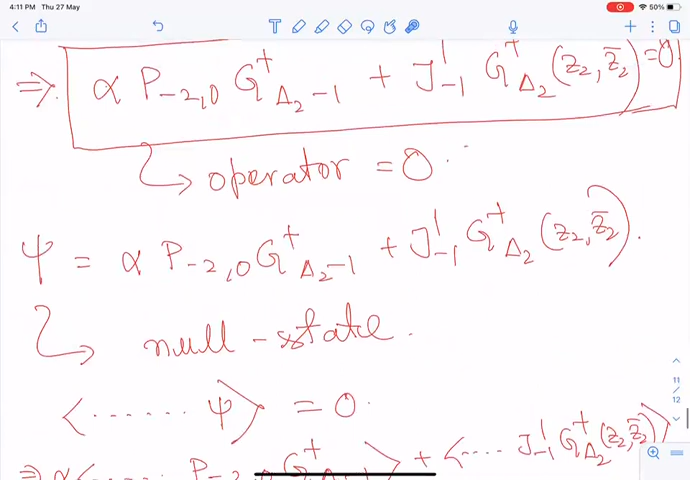 4:11 PM Thu 27 May
50%
⇒ α P_{-2,0} G^+_{Δ_2-1} + J^1_{-1} G^+_{Δ_2}(z_2, z̄_2) = 0
↳ operator = 0.
ψ = α P_{-2,0} G^+_{Δ_2-1} + J^1_{-1} G^+_{Δ_2}(z_2, z̄_2).
↳ null-state.
<...... ψ> = 0.
⇒ α<...... P_{-2,0} G^+_{Δ_2-1}> + <.... J^1_{-1} G^+_{Δ_2}(z_2, z̄_2)>
11 / 12